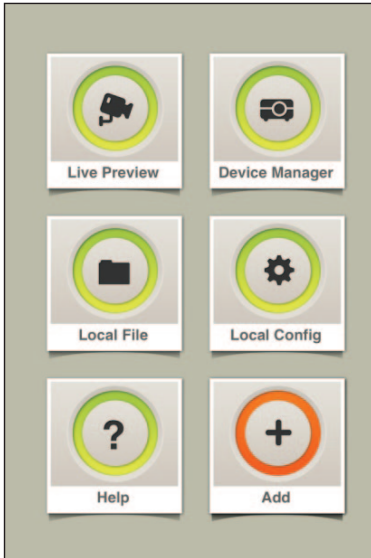 Live Preview
Device Manager
Local File
Local Config
?
Help
Add